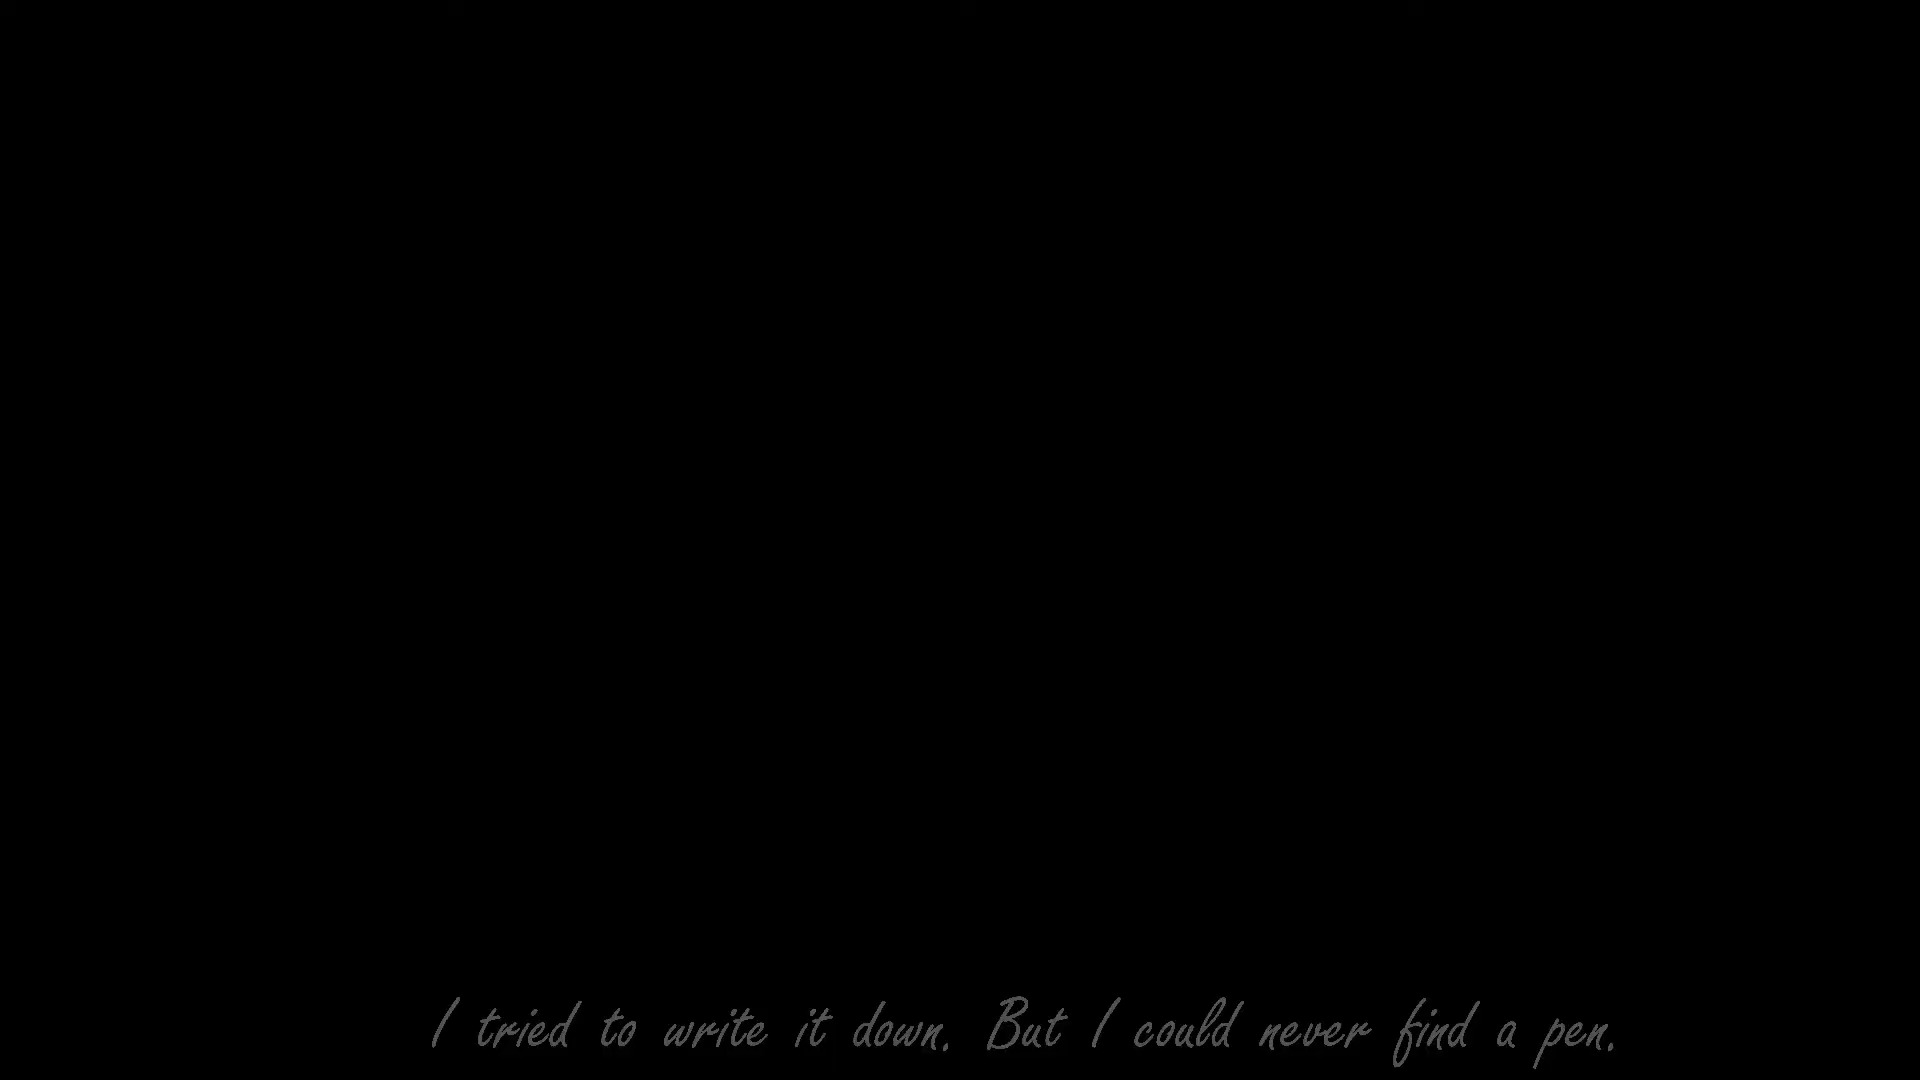 I tried to write it down. But I could never find a pen.